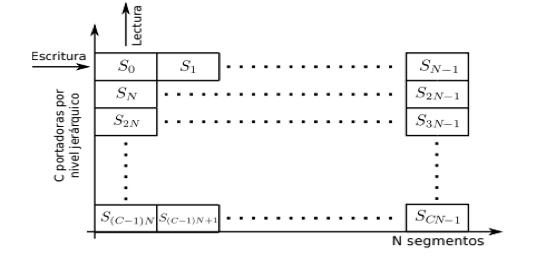 Lectura
Escritura
S_0 S_1 S_{N-1}
S_N S_{2N-1}
S_{2N} S_{3N-1}
C portadoras por
nivel jerárquico
S_{(C-1)N} S_{(C-1)N+1} S_{CN-1}
N segmentos